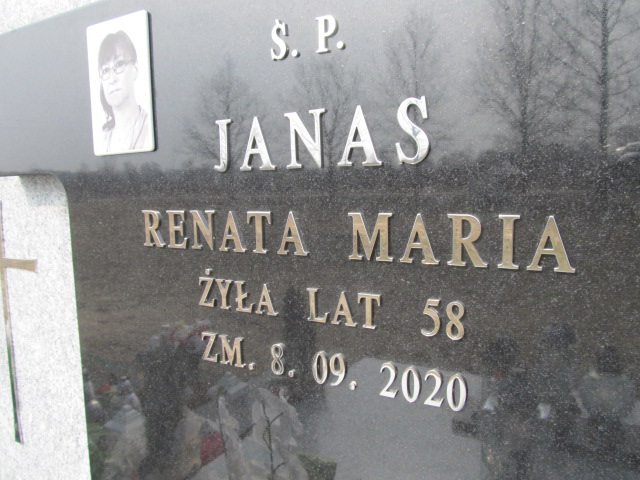 Ś. P.
JANAS
RENATA MARIA
ŻYŁA LAT 58
ZM. 8. 09. 2020